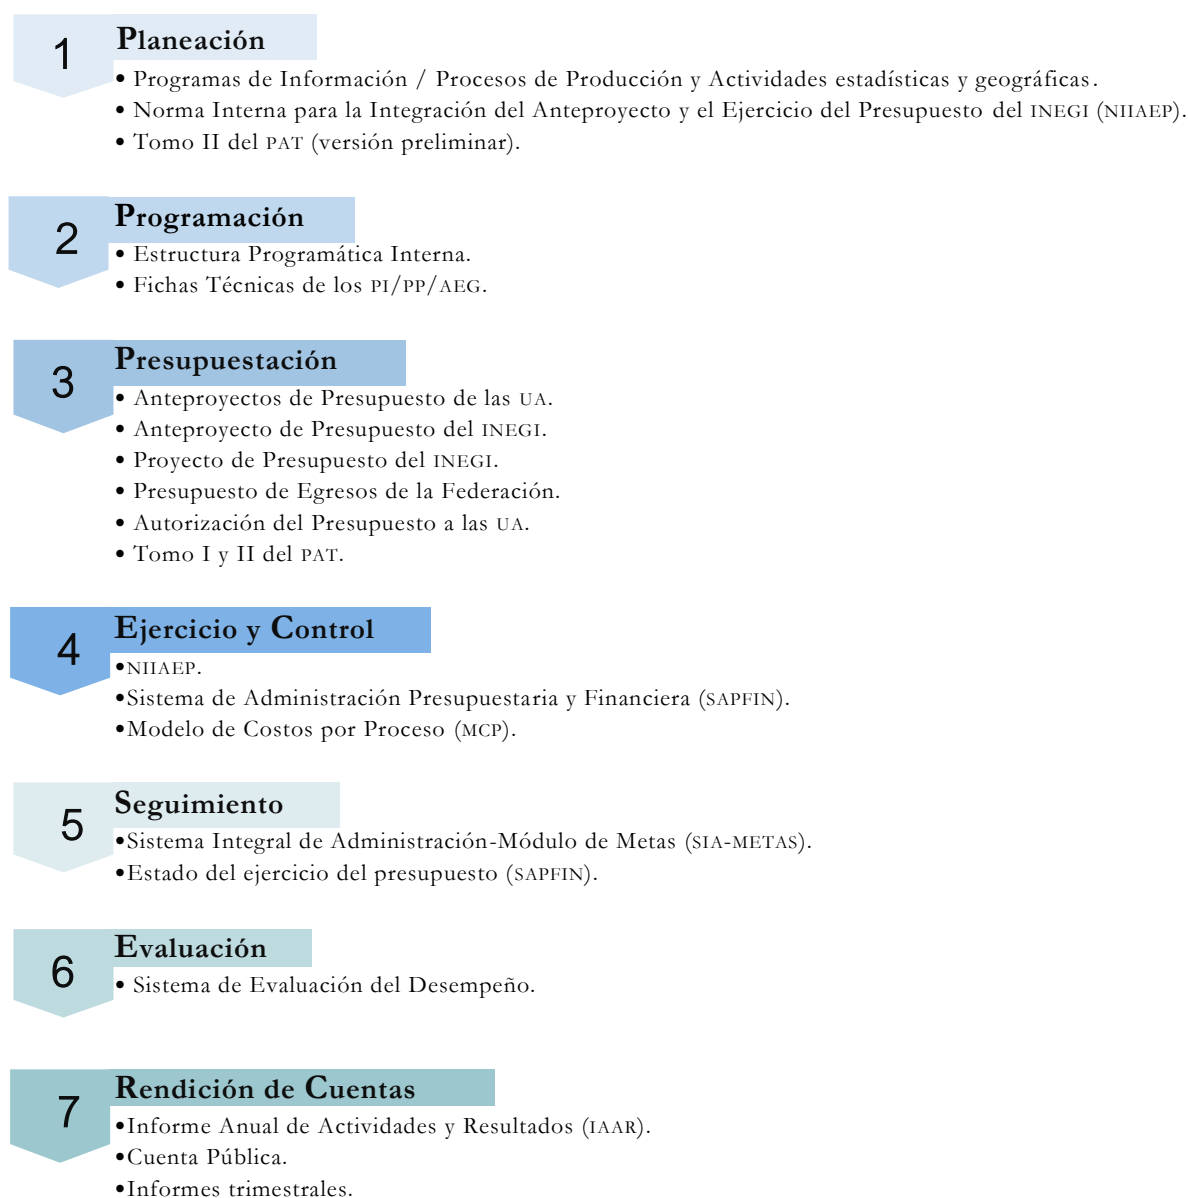 1
Planeación
• Programas de Información / Procesos de Producción y Actividades estadísticas y geográficas.
• Norma Interna para la Integración del Anteproyecto y el Ejercicio del Presupuesto del INEGI (NIIAEP).
• Tomo II del PAT (versión preliminar).
2
Programación
• Estructura Programática Interna.
• Fichas Técnicas de los PI/PP/AEG.
3
Presupuestación
• Anteproyectos de Presupuesto de las UA.
• Anteproyecto de Presupuesto del INEGI.
• Proyecto de Presupuesto del INEGI.
• Presupuesto de Egresos de la Federación.
• Autorización del Presupuesto a las UA.
• Tomo I y II del PAT.
4
Ejercicio y Control
•NIIAEP.
•Sistema de Administración Presupuestaria y Financiera (SAPFIN).
•Modelo de Costos por Proceso (MCP).
5
Seguimiento
•Sistema Integral de Administración-Módulo de Metas (SIA-METAS).
•Estado del ejercicio del presupuesto (SAPFIN).
6
Evaluación
• Sistema de Evaluación del Desempeño.
7
Rendición de Cuentas
•Informe Anual de Actividades y Resultados (IAAR).
•Cuenta Pública.
•Informes trimestrales.